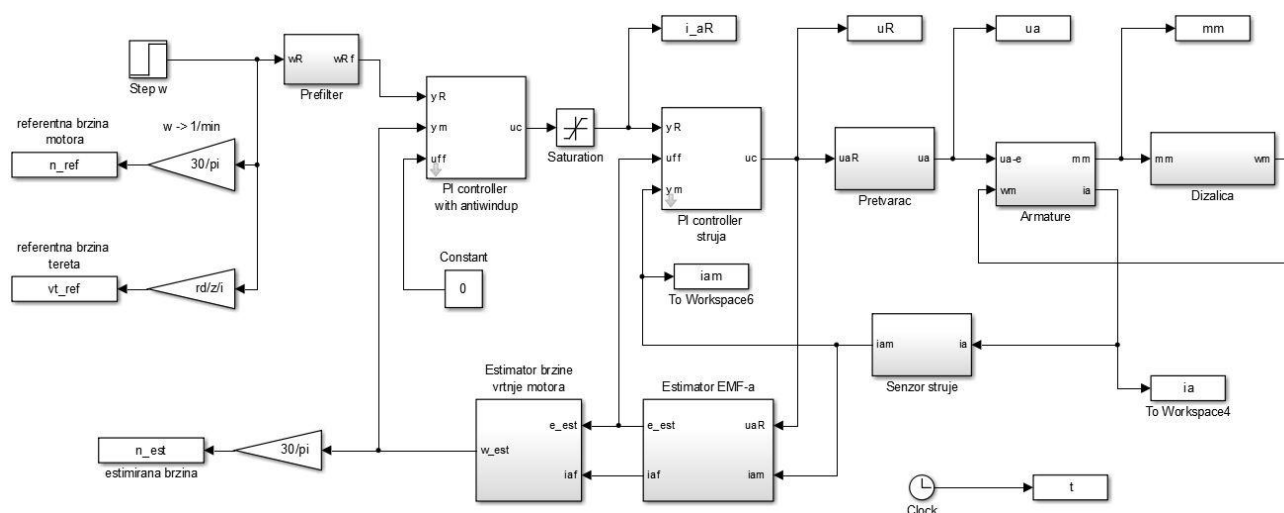 i_aR
uR
ua
mm
Step w
wR
wRf
Prefilter
yR
ym
uff
uc
PI controller
with antiwindup
Saturation
yR
uff
ym
uc
PI controller
struja
uaR
ua
Pretvarac
ua-e
wm
mm
ia
Armature
mm
wm
Dizalica
referentna brzina
motora
n_ref
w -> 1/min
30/pi
referentna brzina
tereta
vt_ref
rd/z/i
Constant
0
iam
To Workspace6
iam
ia
Senzor struje
ia
To Workspace4
Estimator brzine
vrtnje motora
e_est
w_est
iaf
Estimator EMF-a
e_est
uaR
iaf
iam
n_est
estimirana brzina
30/pi
Clock
t